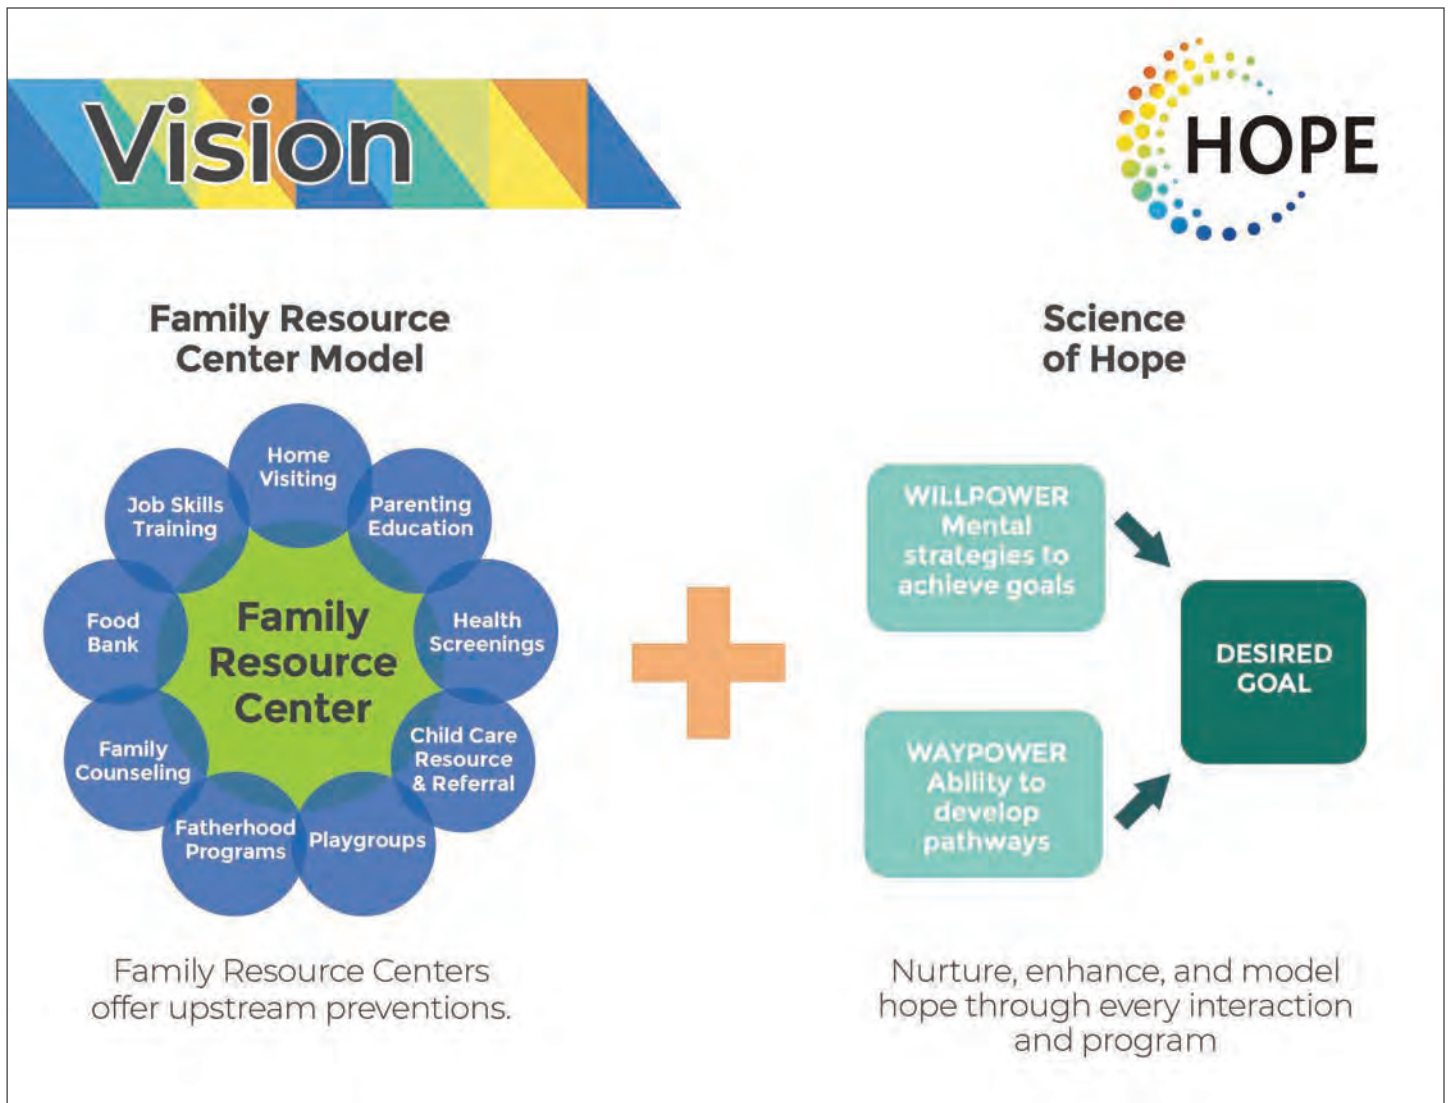 Vision
HOPE
Family Resource
Center Model
Home
Visiting
Parenting
Education
Health
Screenings
Child Care
Resource
& Referral
Playgroups
Fatherhood
Programs
Family
Counseling
Food
Bank
Job Skills
Training
Family
Resource
Center
Family Resource Centers
offer upstream preventions.
Science
of Hope
WILLPOWER
Mental
strategies to
achieve goals
WAYPOWER
Ability to
develop
pathways
DESIRED
GOAL
Nurture, enhance, and model
hope through every interaction
and program